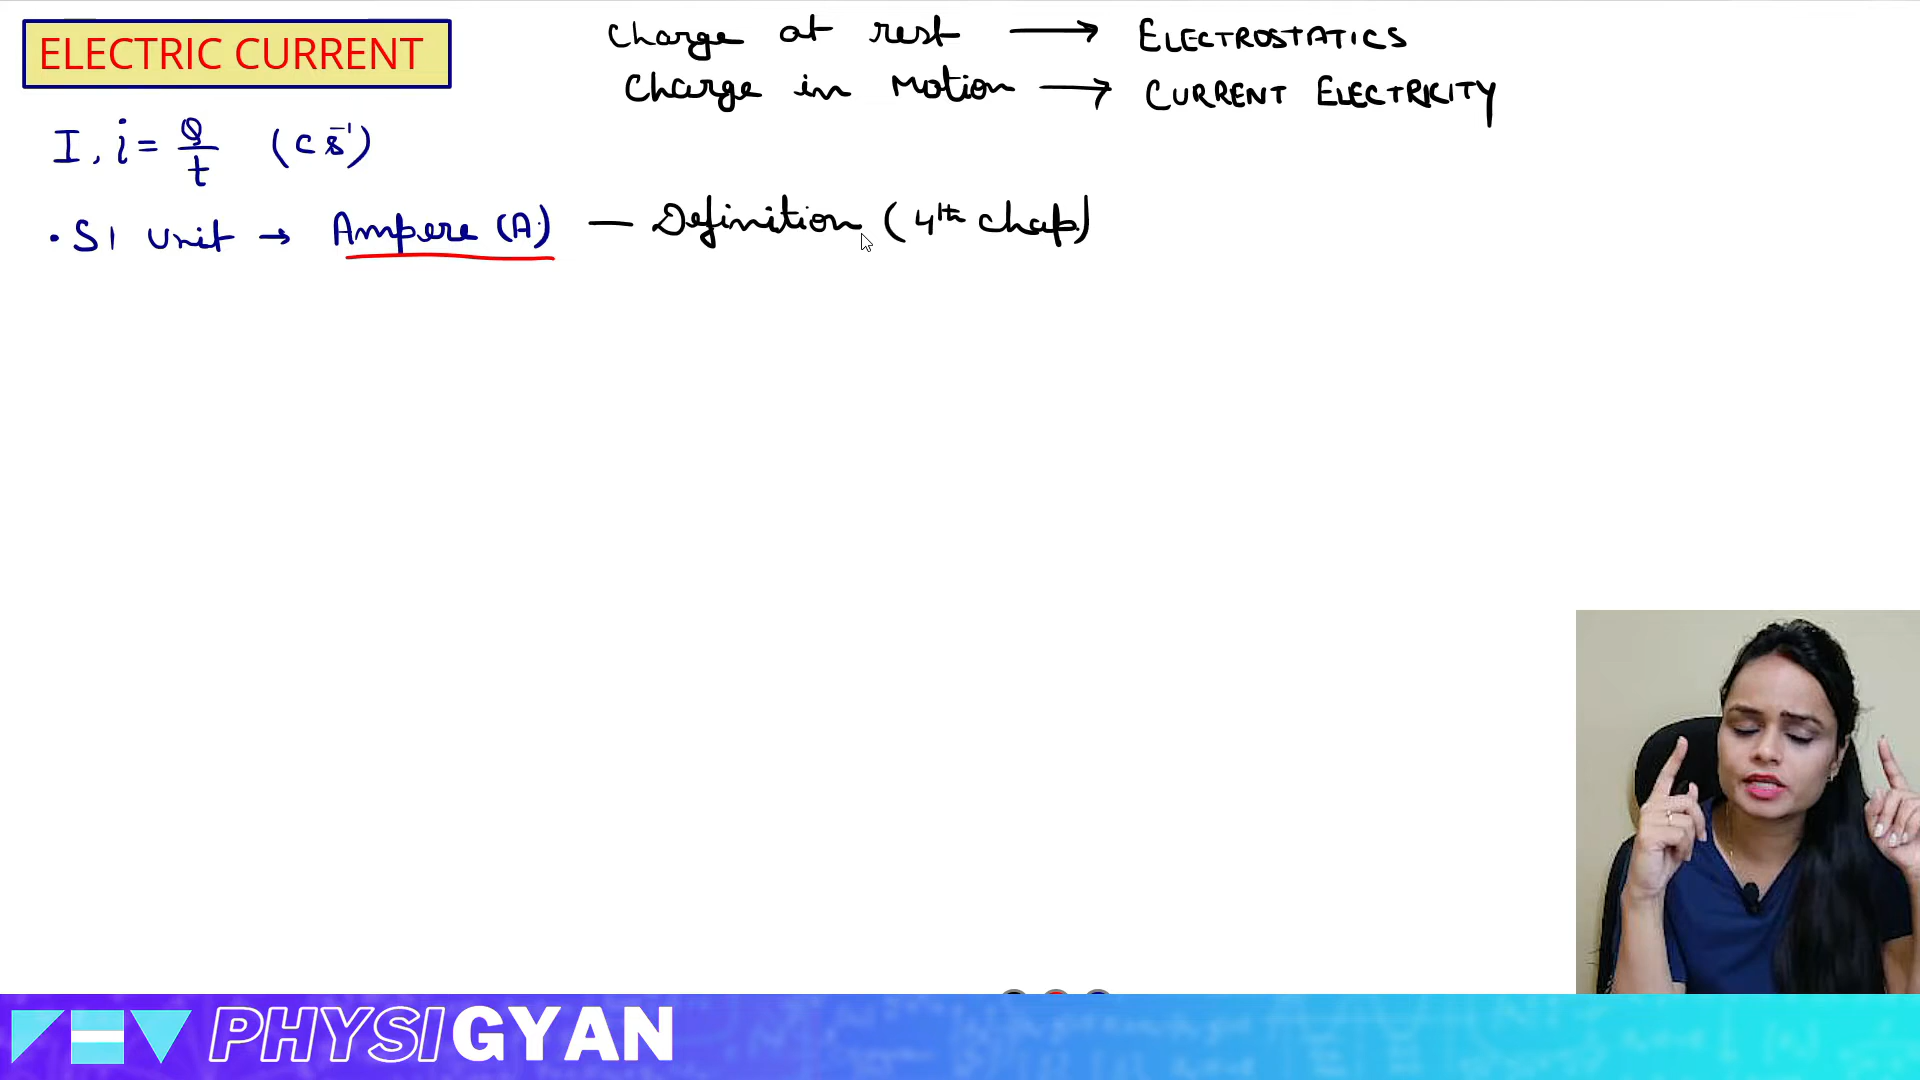 ELECTRIC CURRENT
Charge at rest → ELECTROSTATICS
Charge in Motion → CURRENT ELECTRICITY
I, i = Q/t (C s⁻¹)
• SI Unit → Ampere (A) — Definition (4th chap)
PHYSIGYAN